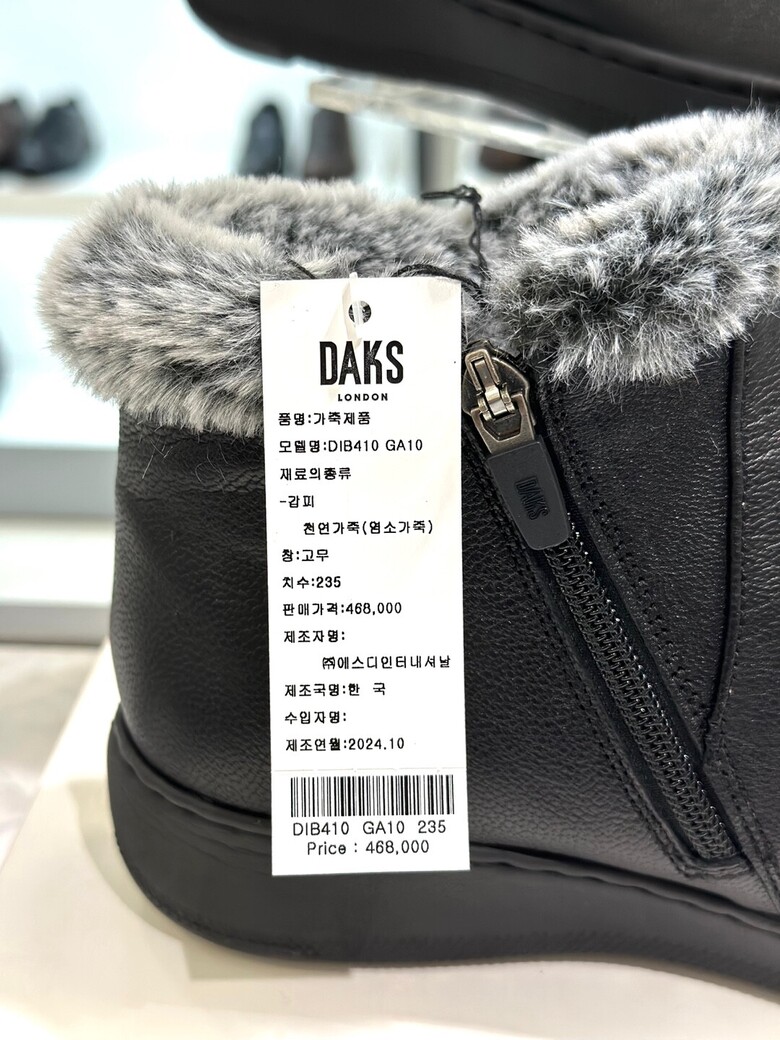 DAKS
LONDON
품명:가죽제품
모델명:DIB410 GA10
재료의종류
-갑피
천연가죽(염소가죽)
창:고무
치수:235
판매가격:468,000
제조자명:
㈜에스디인터내셔날
제조국명:한 국
수입자명:
제조연월:2024.10
DIB410 GA10 235
Price : 468,000
DAKS